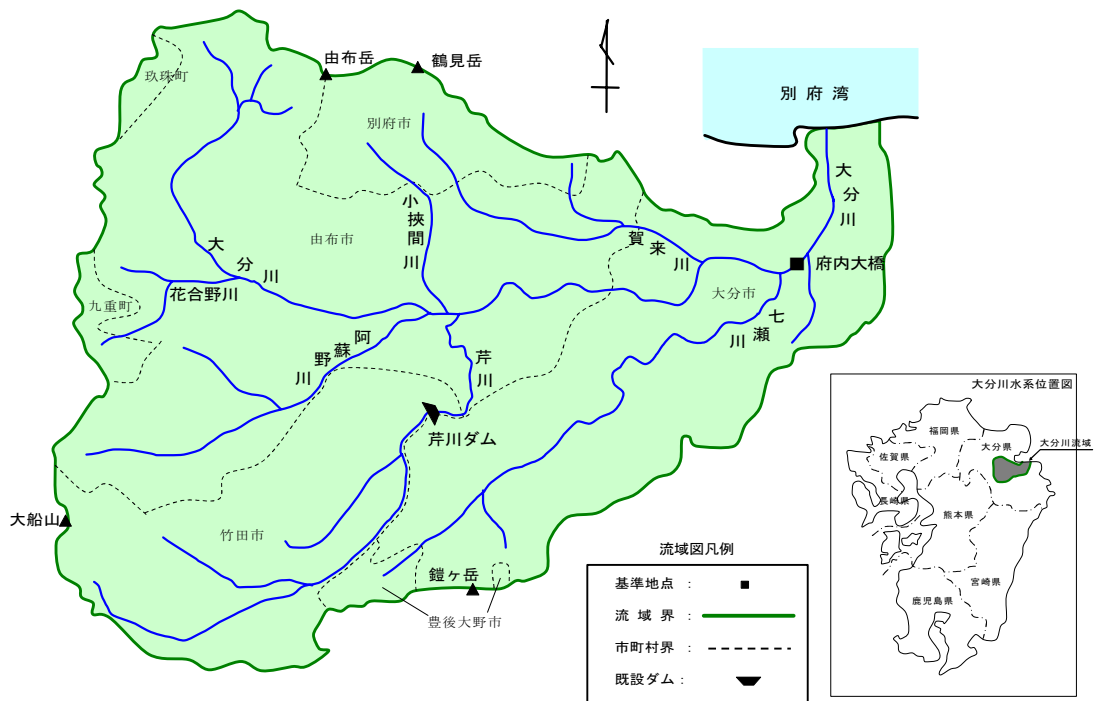 由布岳
鶴見岳
玖珠町
別府湾
別府市
大分川
小挾間川
由布市
大分川
賀来川
府内大橋
花合野川
九重町
大分市
七瀬川
阿蘇野川
芹川
芹川ダム
大船山
竹田市
鎧ヶ岳
豊後大野市
流域図凡例
基準地点 :
流域界 :
市町村界 :
既設ダム :
大分川水系位置図
福岡県
大分県
大分川流域
佐賀県
長崎県
熊本県
宮崎県
鹿児島県